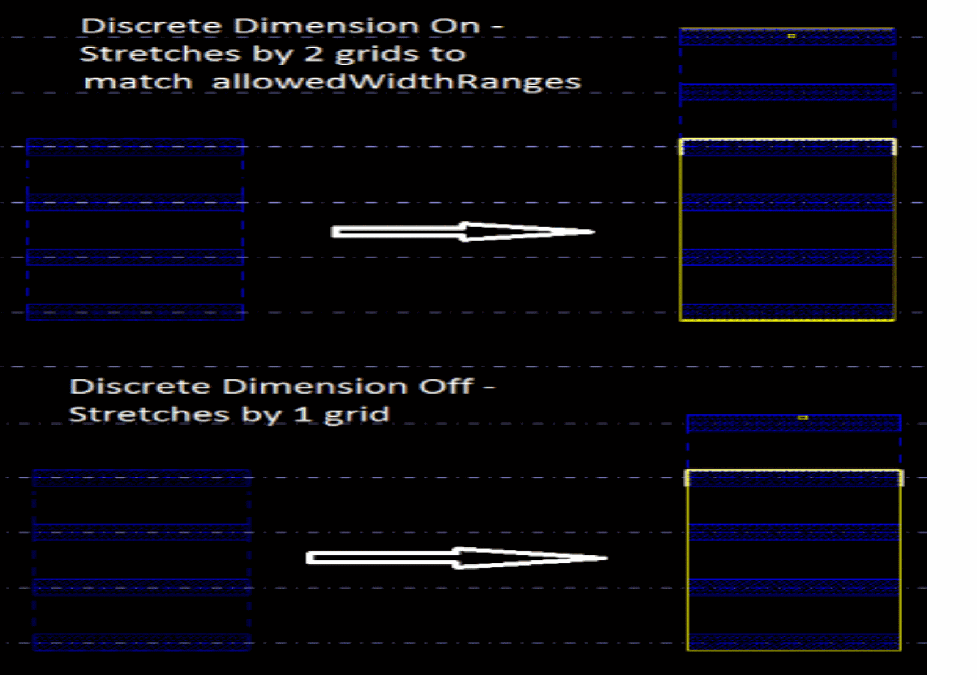 Discrete Dimension On -
Stretches by 2 grids to
match allowedWidthRanges
Discrete Dimension Off -
Stretches by 1 grid